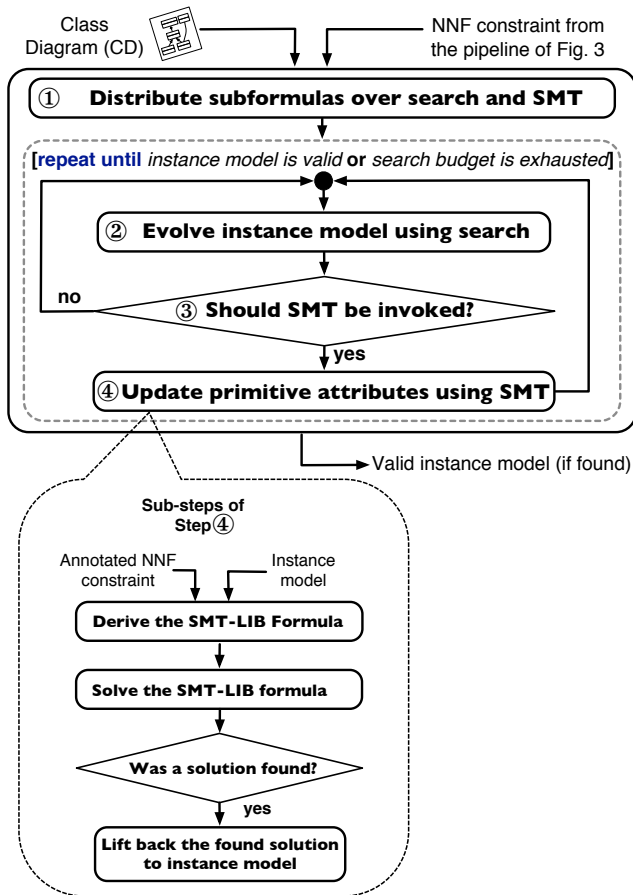 Class
Diagram (CD)
NNF constraint from
the pipeline of Fig. 3
① Distribute subformulas over search and SMT
[repeat until instance model is valid or search budget is exhausted]
② Evolve instance model using search
no
③ Should SMT be invoked?
yes
④ Update primitive attributes using SMT
Valid instance model (if found)
Sub-steps of
Step ④
Annotated NNF
constraint
Instance
model
Derive the SMT-LIB Formula
Solve the SMT-LIB formula
Was a solution found?
yes
Lift back the found solution
to instance model